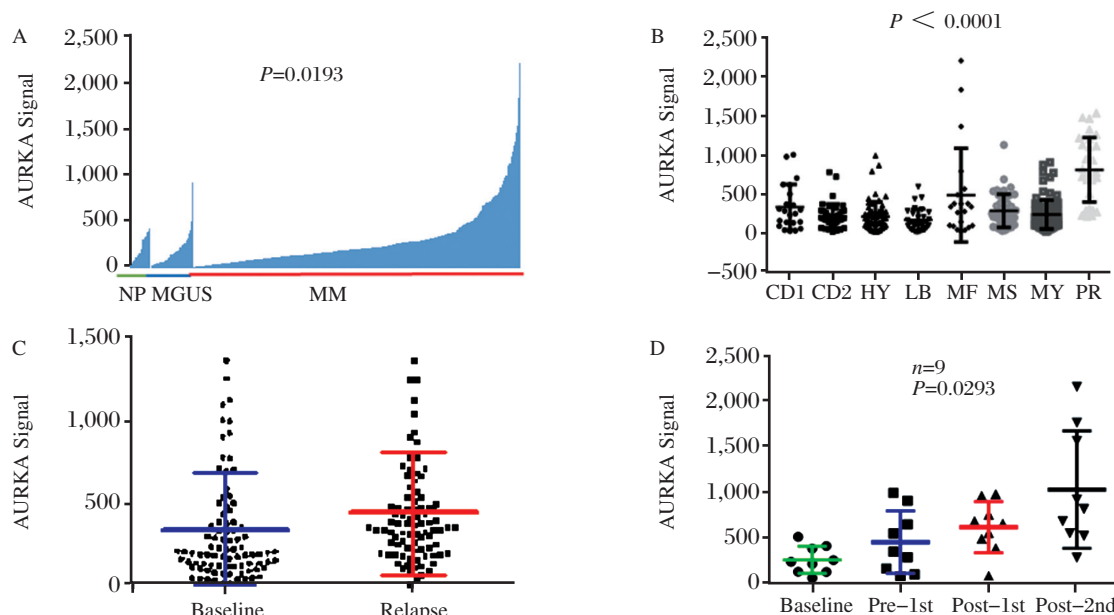 A
AURKA Signal
2,500
2,000
1,500
1,000
500
0
P=0.0193
NP MGUS MM
B
P < 0.0001
AURKA Signal
2,500
2,000
1,500
1,000
500
0
−500
CD1 CD2 HY LB MF MS MY PR
C
AURKA Signal
1,500
1,000
500
0
Baseline Relapse
D
n=9
P=0.0293
AURKA Signal
2,500
2,000
1,500
1,000
500
0
Baseline Pre−1st Post−1st Post−2nd